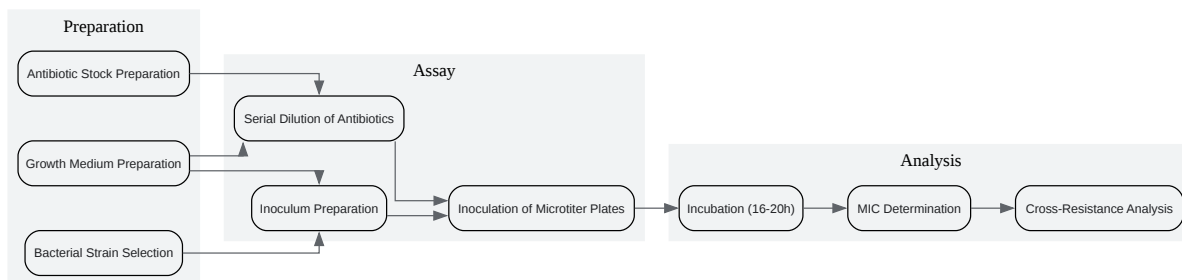 Preparation
Antibiotic Stock Preparation
Growth Medium Preparation
Bacterial Strain Selection
Assay
Serial Dilution of Antibiotics
Inoculum Preparation
Inoculation of Microtiter Plates
Analysis
Incubation (16-20h)
MIC Determination
Cross-Resistance Analysis